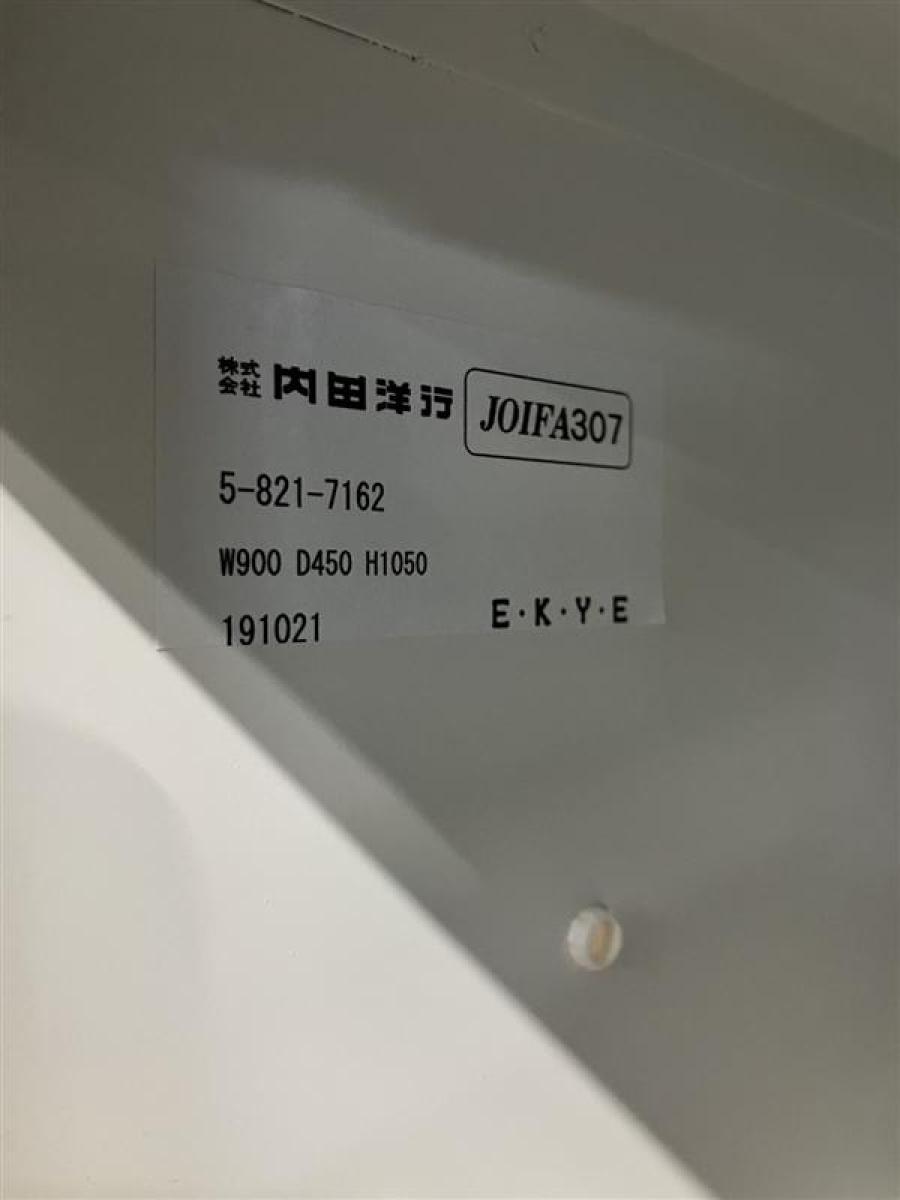 株式会社 内田洋行 JOIFA307
5-821-7162
W900 D450 H1050
191021 E・K・Y・E